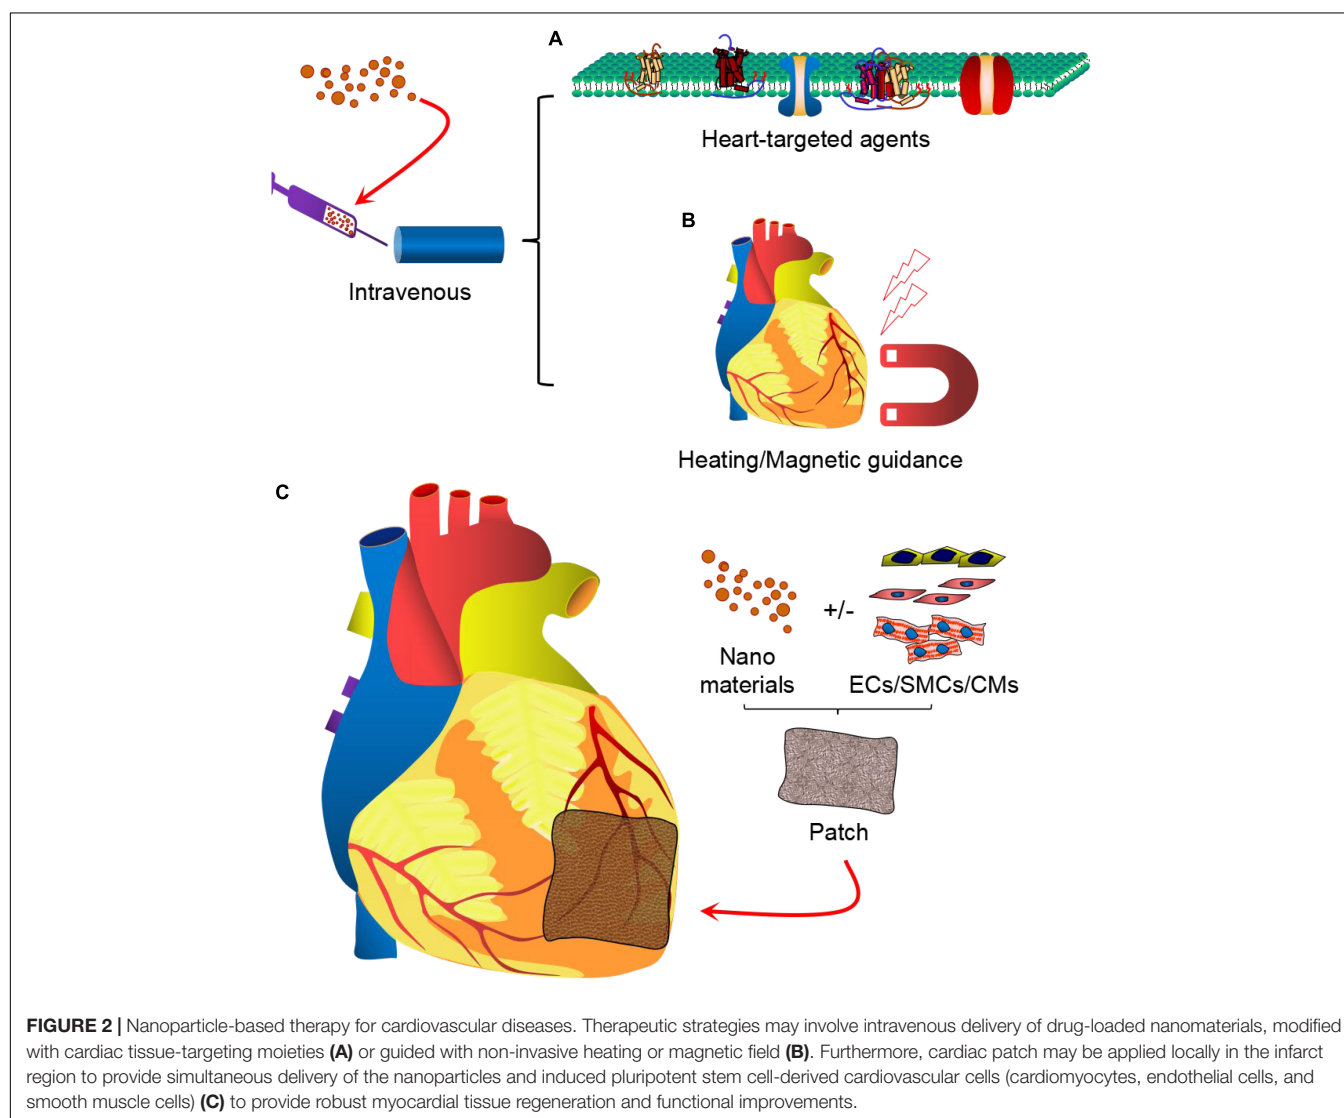 A
Heart-targeted agents
Intravenous
B
Heating/Magnetic guidance
C
+/-
Nano
materials
ECs/SMCs/CMs
Patch
FIGURE 2 | Nanoparticle-based therapy for cardiovascular diseases. Therapeutic strategies may involve intravenous delivery of drug-loaded nanomaterials, modified
with cardiac tissue-targeting moieties (A) or guided with non-invasive heating or magnetic field (B). Furthermore, cardiac patch may be applied locally in the infarct
region to provide simultaneous delivery of the nanoparticles and induced pluripotent stem cell-derived cardiovascular cells (cardiomyocytes, endothelial cells, and
smooth muscle cells) (C) to provide robust myocardial tissue regeneration and functional improvements.